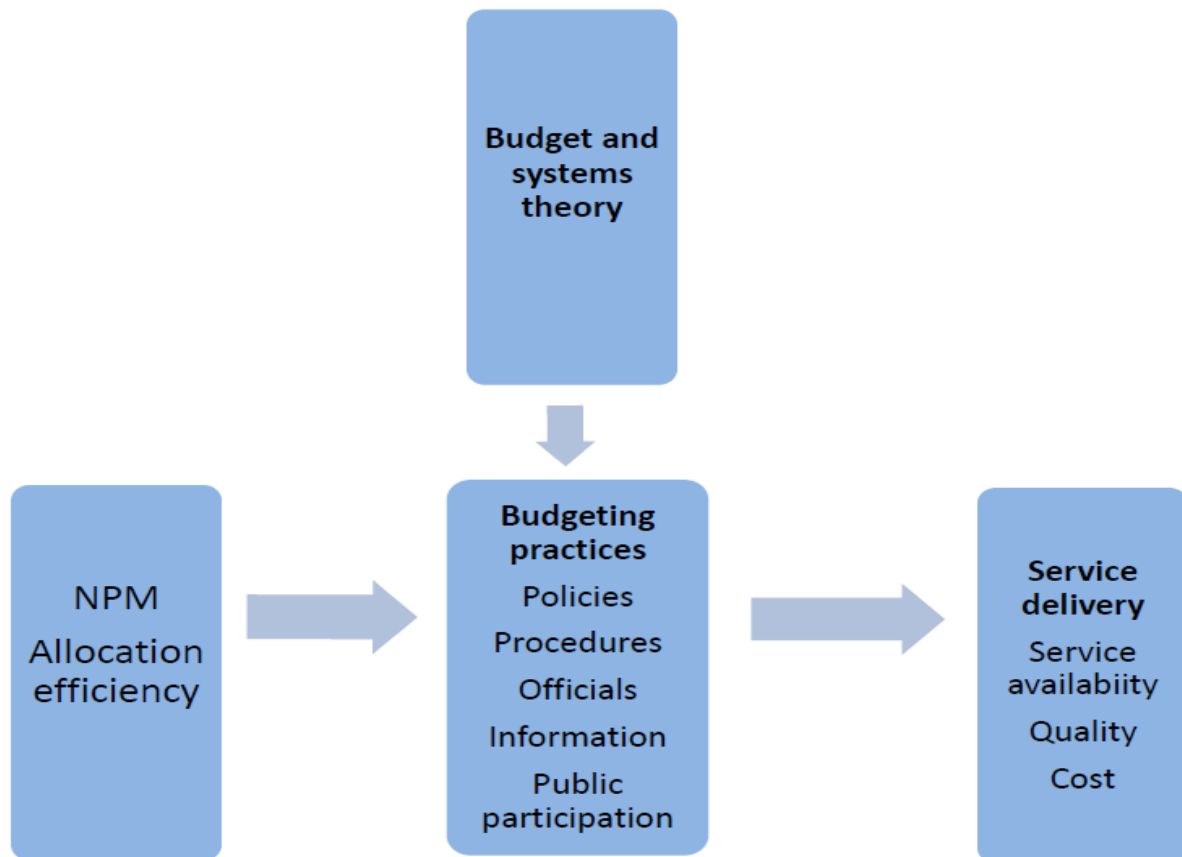 Budget and
systems
theory
NPM
Allocation
efficiency
Budgeting
practices
Policies
Procedures
Officials
Information
Public
participation
Service
delivery
Service
availabiity
Quality
Cost